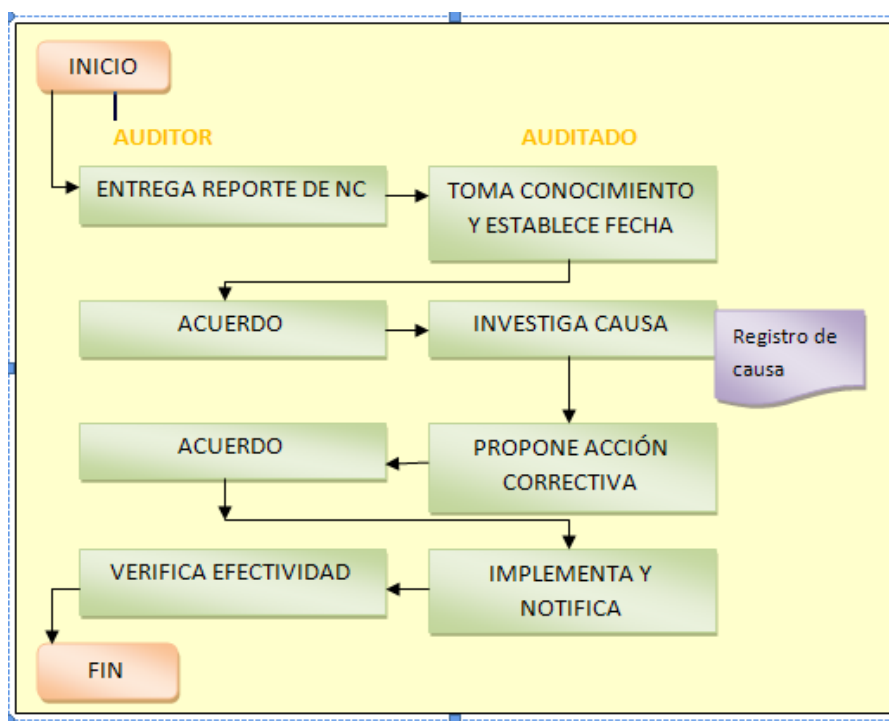 INICIO
AUDITOR
AUDITADO
ENTREGA REPORTE DE NC
TOMA CONOCIMIENTO
Y ESTABLECE FECHA
ACUERDO
INVESTIGA CAUSA
Registro de
causa
ACUERDO
PROPONE ACCIÓN
CORRECTIVA
VERIFICA EFECTIVIDAD
IMPLEMENTA Y
NOTIFICA
FIN